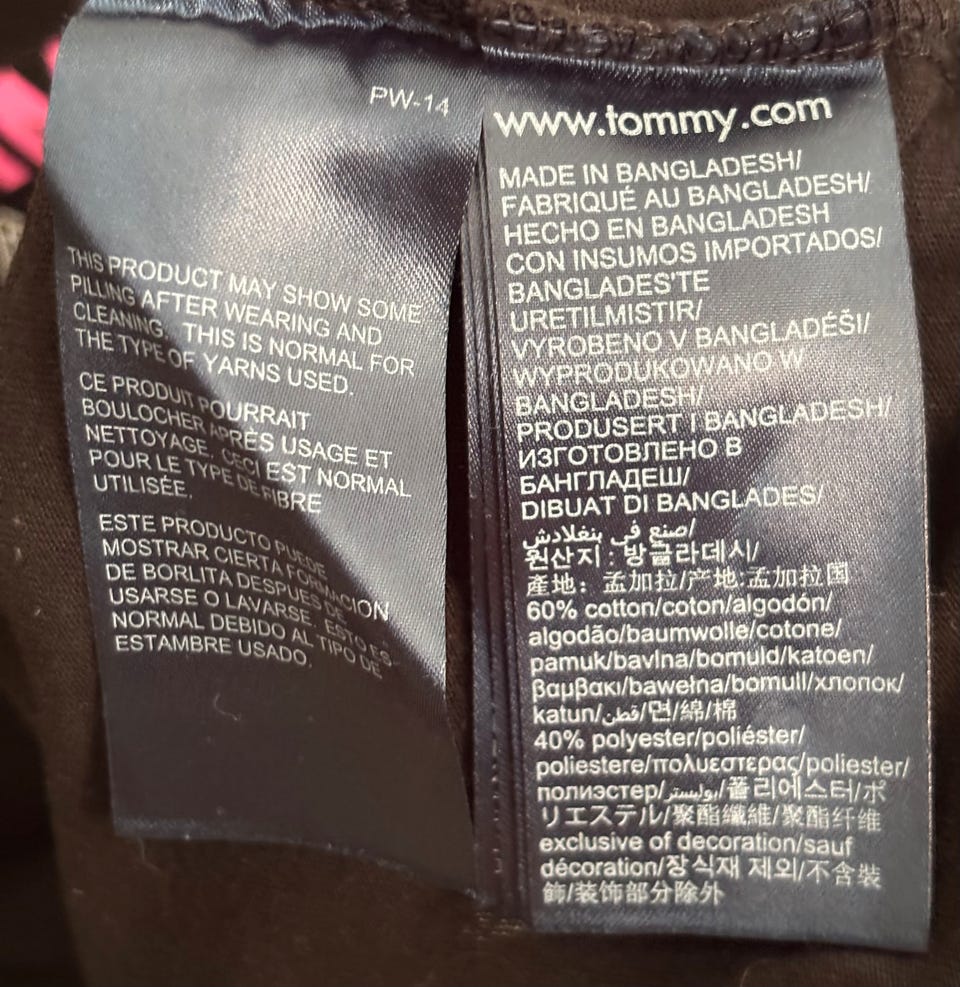 PW-14
THIS PRODUCT MAY SHOW SOME
PILLING AFTER WEARING AND
CLEANING. THIS IS NORMAL FOR
THE TYPE OF YARNS USED.
CE PRODUIT POURRAIT
BOULOCHER APRÉS USAGE ET
NETTOYAGE. CECI EST NORMAL
POUR LE TYPE DE FIBRE
UTILISÉE.
ESTE PRODUCTO PUEDE
MOSTRAR CIERTA FORMACION
DE BORLITA DESPUES DE
USARSE O LAVARSE. ESTO ES
NORMAL DEBIDO AL TIPO DE
ESTAMBRE USADO.
www.tommy.com
MADE IN BANGLADESH/
FABRIQUÉ AU BANGLADESH/
HECHO EN BANGLADESH
CON INSUMOS IMPORTADOS/
BANGLADES'TE
URETILMISTIR/
VYROBENO V BANGLADÉŠI/
WYPRODUKOWANO W
BANGLADESH/
PRODUSERT I BANGLADESH/
ИЗГОТОВЛЕНО В
БАНГЛАДЕШ/
DIBUAT DI BANGLADES/
صنع في بنغلادش/
원산지 : 방글라데시/
產地: 孟加拉/产地:孟加拉国
60% cotton/coton/algodón/
algodão/baumwolle/cotone/
pamuk/bavlna/bomuld/katoen/
βαμβακι/bawełna/bomull/хлопок/
katun/قطن/면/綿/棉
40% polyester/poliéster/
poliestere/πολυεστερας/poliester/
полиэстер/بوليستر/폴리에스터/ポ
リエステル/聚酯纖維/聚酯纤维
exclusive of decoration/sauf
décoration/장식재 제외/不含裝
飾/装饰部分除外